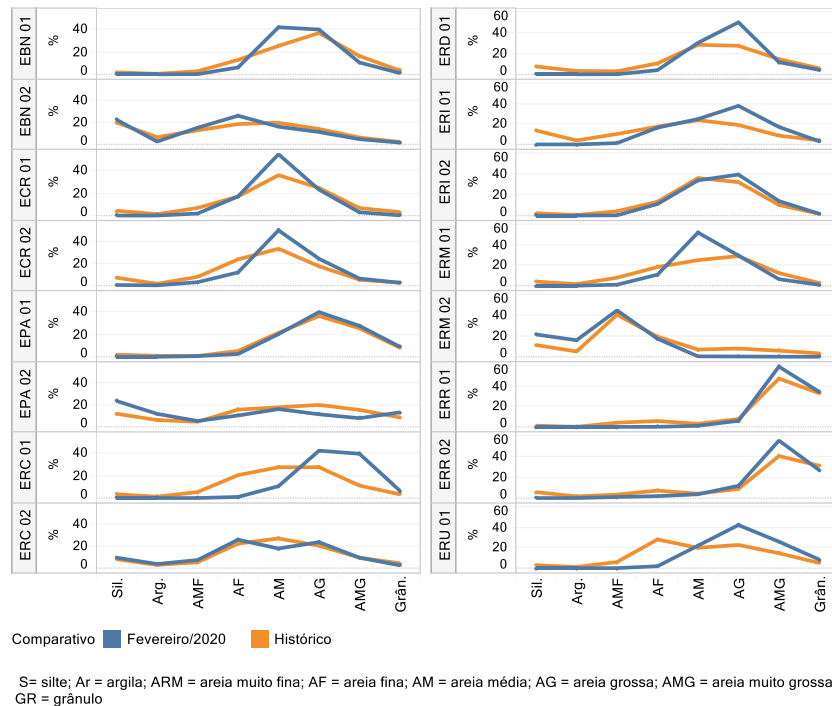 EBN 01 % 40 20 0
EBN 02 % 40 20 0
ECR 01 % 40 20 0
ECR 02 % 40 20 0
EPA 01 % 40 20 0
EPA 02 % 40 20 0
ERC 01 % 40 20 0
ERC 02 % 40 20 0
Sil. Arg. AMF AF AM AG AMG Grân.
ERD 01 % 60 40 20 0
ERI 01 % 60 40 20 0
ERI 02 % 60 40 20 0
ERM 01 % 60 40 20 0
ERM 02 % 60 40 20 0
ERR 01 % 60 40 20 0
ERR 02 % 60 40 20 0
ERU 01 % 60 40 20 0
Sil. Arg. AMF AF AM AG AMG Grân.
Comparativo Fevereiro/2020 Histórico
S= silte; Ar = argila; ARM = areia muito fina; AF = areia fina; AM = areia média; AG = areia grossa; AMG = areia muito grossa
GR = grânulo